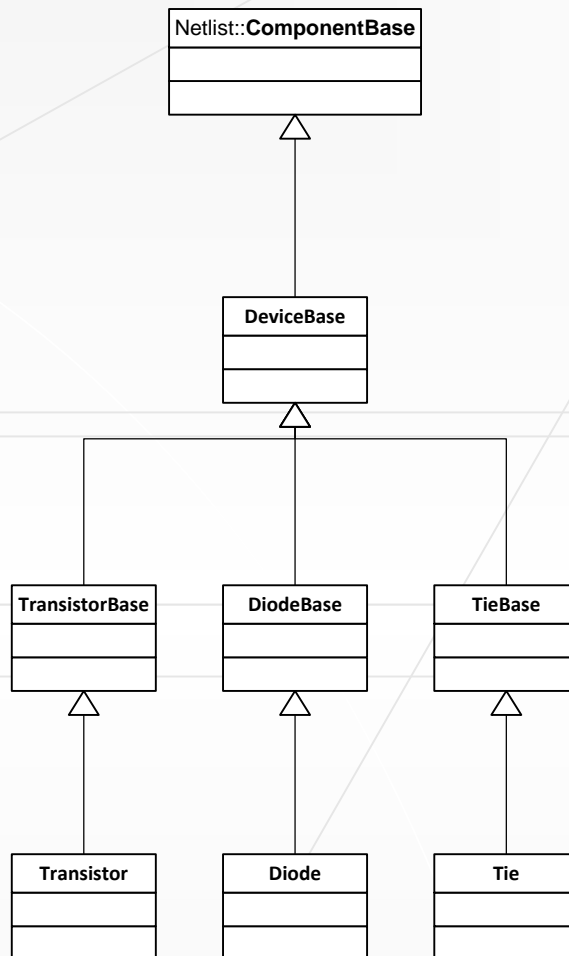 Netlist::ComponentBase
DeviceBase
TransistorBase
DiodeBase
TieBase
Transistor
Diode
Tie